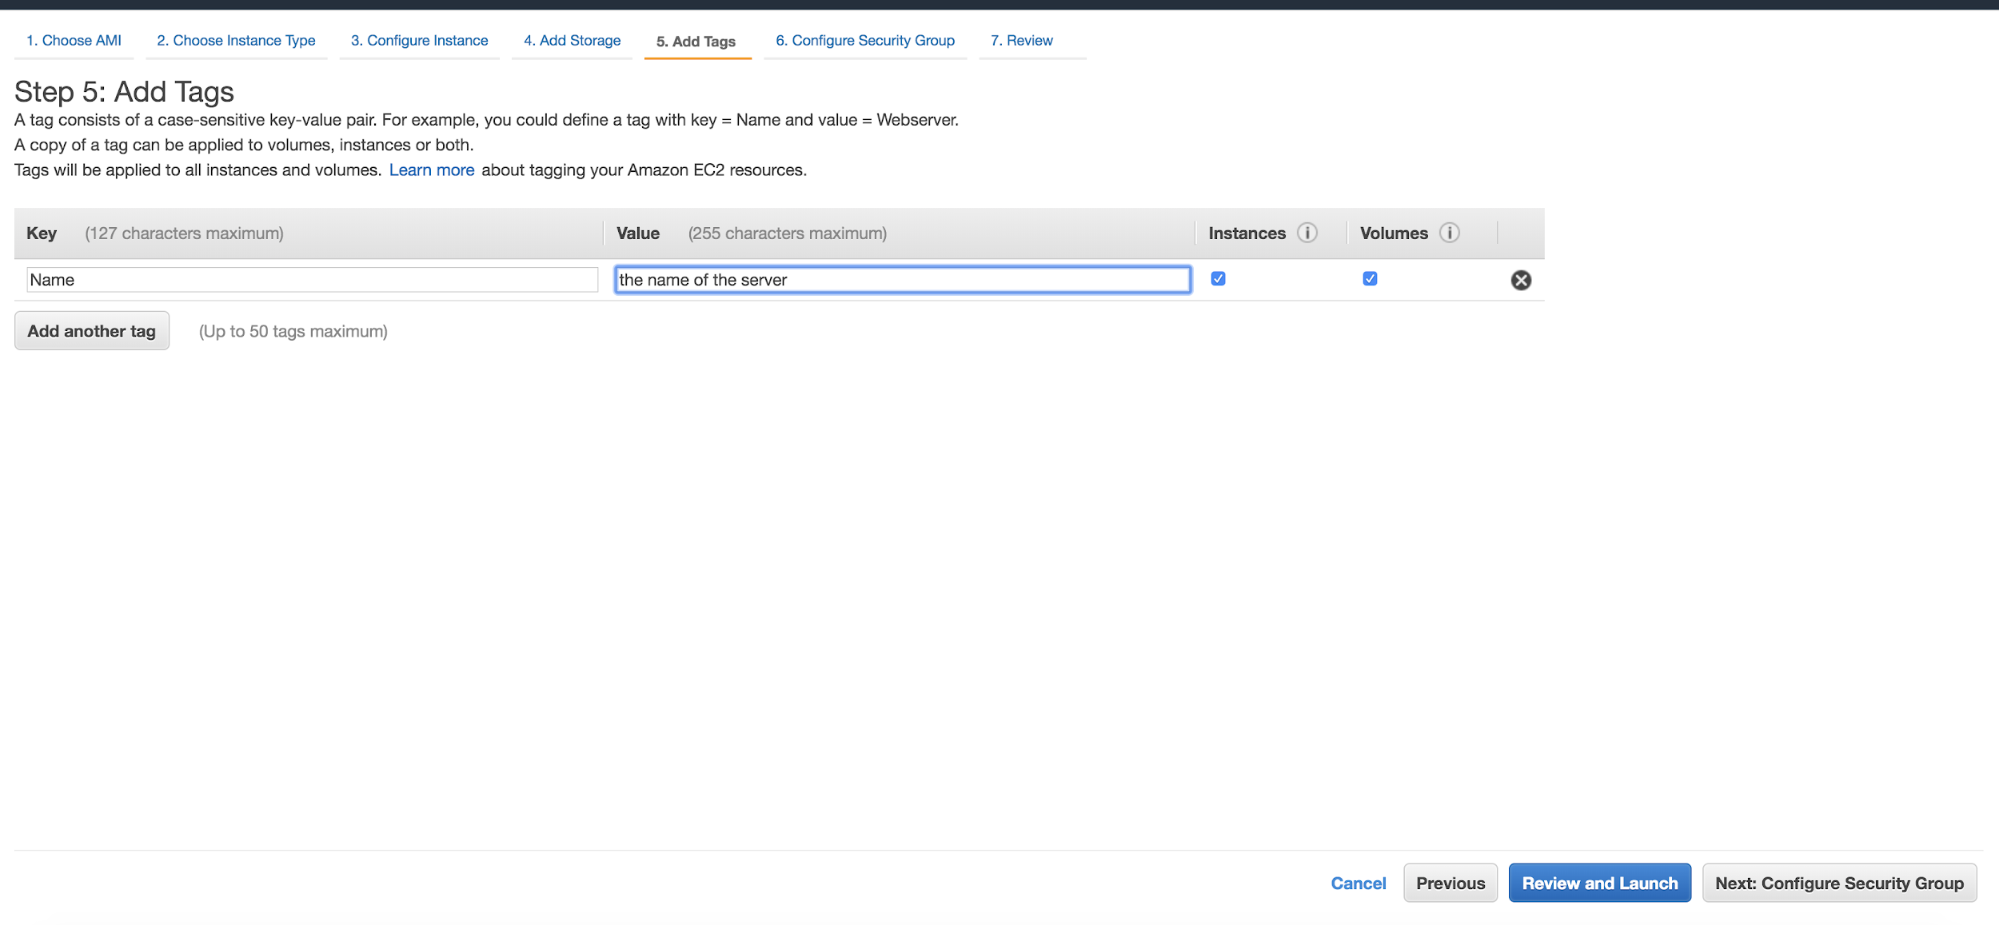 1. Choose AMI 2. Choose Instance Type 3. Configure Instance 4. Add Storage 5. Add Tags 6. Configure Security Group 7. Review
Step 5: Add Tags
A tag consists of a case-sensitive key-value pair. For example, you could define a tag with key = Name and value = Webserver.
A copy of a tag can be applied to volumes, instances or both.
Tags will be applied to all instances and volumes. Learn more about tagging your Amazon EC2 resources.
Key (127 characters maximum) Value (255 characters maximum) Instances i Volumes i
Name the name of the server
Add another tag (Up to 50 tags maximum)
Cancel Previous Review and Launch Next: Configure Security Group